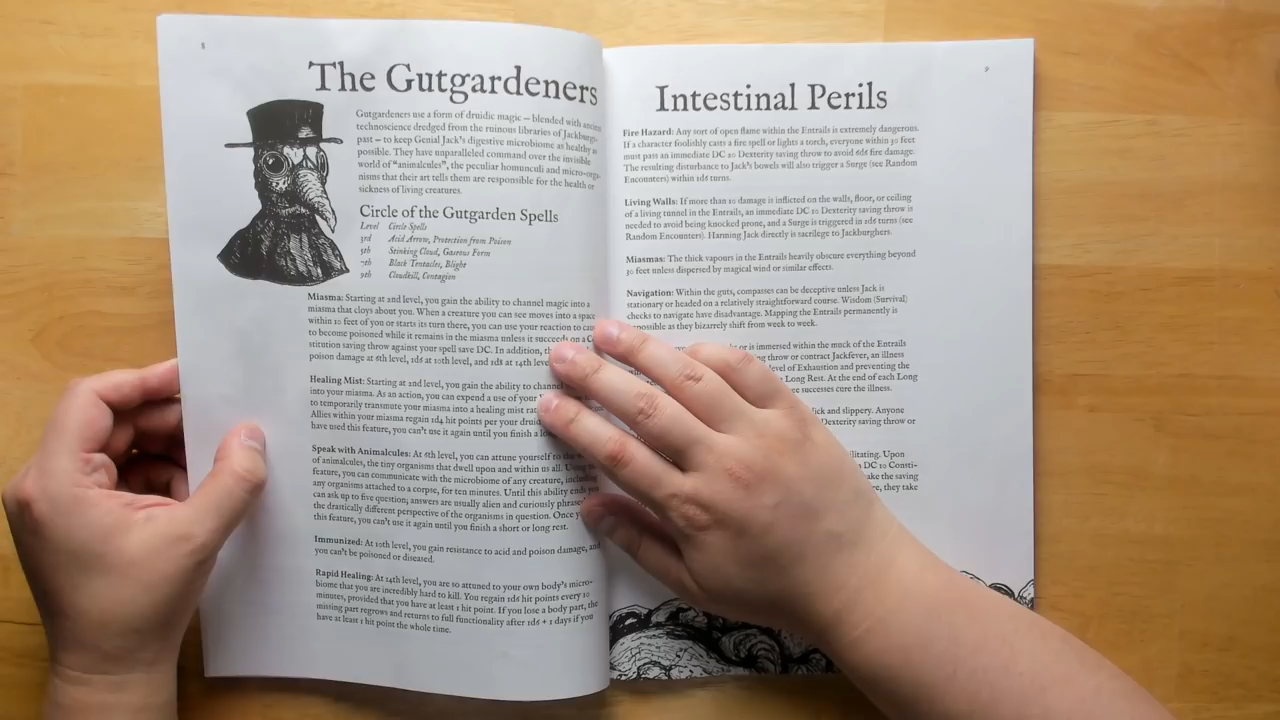 8
The Gutgardeners
Gutgardeners use a form of druidic magic — blended with ancient
technoscience dredged from the ruinous libraries of Jackburg's
past — to keep Genial Jack's digestive microbiome as healthy as
possible. They have unparalleled command over the invisible
world of "animalcules", the peculiar homunculi and micro-orga-
nisms that their art tells them are responsible for the health or
sickness of living creatures.
Circle of the Gutgarden Spells
Level Circle Spells
3rd Acid Arrow, Protection from Poison
5th Stinking Cloud, Gaseous Form
7th Black Tentacles, Blight
9th Cloudkill, Contagion
Miasma: Starting at 2nd level, you gain the ability to channel magic into a
miasma that cloys about you. When a creature you can see moves into a space
within 10 feet of you or starts its turn there, you can use your reaction to
to become poisoned while it remains in the miasma unless it succeeds on a
stitution saving throw against your spell save DC. In addition,
poison damage at 6th level, 1d6 at 10th level, and 1d8 at 14th
Healing Mist: Starting at 2nd level, you gain the ability to channel
into your miasma. As an action, you can expend a use of your
to temporarily transmute your miasma into a healing mist
Allies within your miasma regain 1d4 hit points per your
have used this feature, you can't use it again until you finish a
Speak with Animalcules: At 6th level, you can attune yourself to
of animalcules, the tiny organisms that dwell upon and within us all.
feature, you can communicate with the microbiome of any creature, including
any organisms attached to a corpse, for ten minutes. Until this ability ends you
can ask up to five question; answers are usually alien and curiously
the drastically different perspective of the organisms in question. Once
this feature, you can't use it again until you finish a short or long rest.
Immunized: At 10th level, you gain resistance to acid and poison damage, and
you can't be poisoned or diseased.
Rapid Healing: At 14th level, you are so attuned to your own body's micro-
biome that you are incredibly hard to kill. You regain 1d6 hit points every 10
minutes, provided that you have at least 1 hit point. If you lose a body part, the
missing part regrows and returns to full functionality after 1d6 + 1 days if you
have at least 1 hit point the whole time.
9
Intestinal Perils
Fire Hazard: Any sort of open flame within the Entrails is extremely dangerous.
If a character foolishly casts a fire spell or lights a torch, everyone within 30 feet
must pass an immediate DC 10 Dexterity saving throw to avoid 6d6 fire damage.
The resulting disturbance to Jack's bowels will also trigger a Surge (see Random
Encounters) within 1d6 turns.
Living Walls: If more than 10 damage is inflicted on the walls, floor, or ceiling
of a living tunnel in the Entrails, an immediate DC 10 Dexterity saving throw is
needed to avoid being knocked prone, and a Surge is triggered in 1d6 turns (see
Random Encounters). Harming Jack directly is sacrilege to Jackburghers.
Miasmas: The thick vapours in the Entrails heavily obscure everything beyond
30 feet unless dispersed by magical wind or similar effects.
Navigation: Within the guts, compasses can be deceptive unless Jack is
stationary or headed on a relatively straightforward course. Wisdom (Survival)
checks to navigate have disadvantage. Mapping the Entrails permanently is
impossible as they bizarrely shift from week to week.
or is immersed within the muck of the Entrails
throw or contract Jackfever, an illness
level of Exhaustion and preventing the
Long Rest. At the end of each Long
successes cure the illness.
slick and slippery. Anyone
Dexterity saving throw or
Upon
DC 10 Consti-
the saving
they take